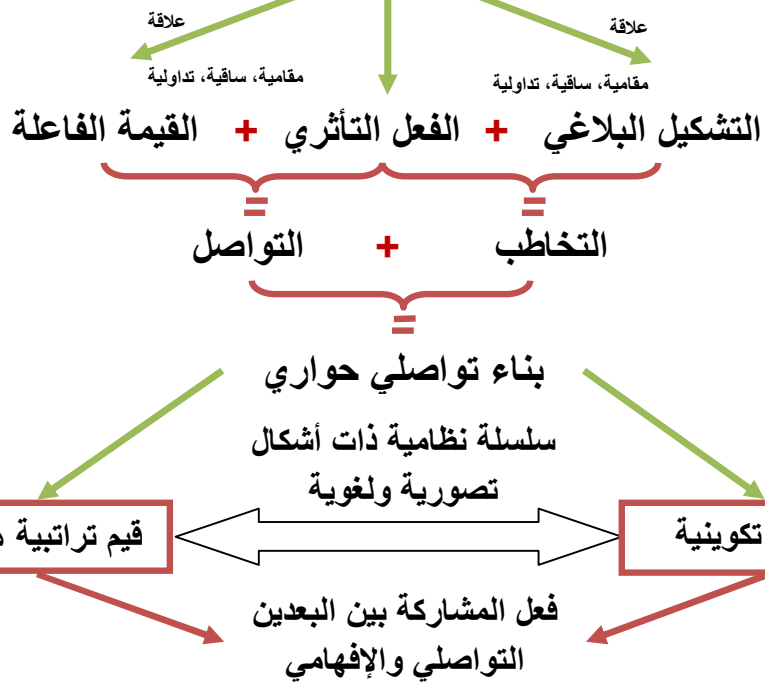 علاقة
علاقة
مقامية، ساقية، تداولية
مقامية، ساقية، تداولية
التشكيل البلاغي + الفعل التأثري + القيمة الفاعلة
= =
التخاطب + التواصل
=
بناء تواصلي حواري
سلسلة نظامية ذات أشكال
تصورية ولغوية
تكوينية
قيم تراتبية
فعل المشاركة بين البعدين
التواصلي والإفهامي